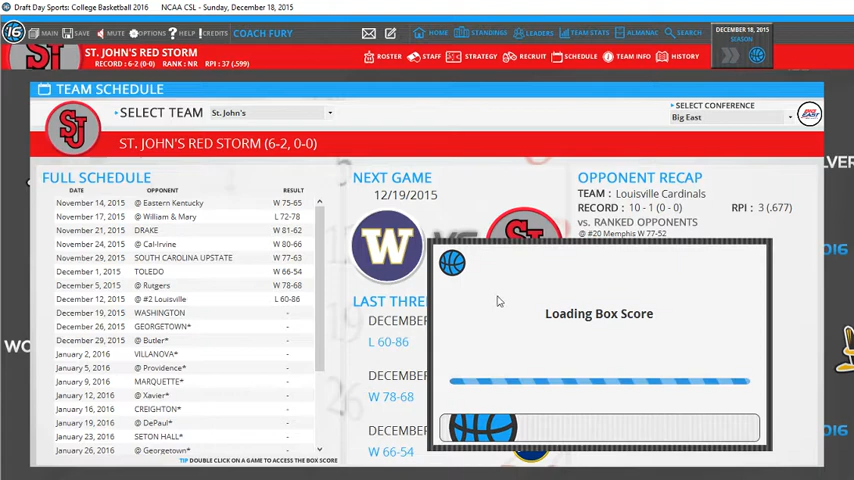 Draft Day Sports: College Basketball 2016 NCAA CSL - Sunday, December 18, 2015
16 MAIN SAVE MUTE OPTIONS HELP CREDITS COACH FURY HOME STANDINGS LEADERS TEAM STATS ALMANAC SEARCH DECEMBER 18, 2015
SEASON
ST. JOHN'S RED STORM
RECORD: 6-2 (0-0) RANK: NR RPI: 37 (.599)
ROSTER STAFF STRATEGY RECRUIT SCHEDULE TEAM INFO HISTORY
TEAM SCHEDULE
SELECT TEAM St. John's
SELECT CONFERENCE
Big East
BIG EAST
ST. JOHN'S RED STORM (6-2, 0-0)
FULL SCHEDULE
DATE OPPONENT RESULT
November 14, 2015 @ Eastern Kentucky W 75-65
November 17, 2015 @ William & Mary L 72-78
November 21, 2015 DRAKE W 81-62
November 24, 2015 @ Cal-Irvine W 80-66
November 29, 2015 SOUTH CAROLINA UPSTATE W 77-63
December 1, 2015 TOLEDO W 66-54
December 5, 2015 @ Rutgers W 78-68
December 12, 2015 @ #2 Louisville L 60-86
December 19, 2015 WASHINGTON -
December 26, 2015 GEORGETOWN* -
December 29, 2015 @ Butler* -
January 2, 2016 VILLANOVA* -
January 5, 2016 @ Providence* -
January 9, 2016 MARQUETTE* -
January 12, 2016 @ Xavier* -
January 16, 2016 CREIGHTON* -
January 19, 2016 @ DePaul* -
January 23, 2016 SETON HALL* -
January 26, 2016 @ Georgetown* -
TIP DOUBLE CLICK ON A GAME TO ACCESS THE BOX SCORE
NEXT GAME
12/19/2015
W VS
LAST THRE
DECEMBER
L 60-86
DECEMBER
W 78-68
DECEMBER
W 66-54
OPPONENT RECAP
TEAM : Louisville Cardinals
RECORD : 10 - 1 (0 - 0) RPI : 3 (.677)
vs. RANKED OPPONENTS
@ #20 Memphis W 77-52
Loading Box Score